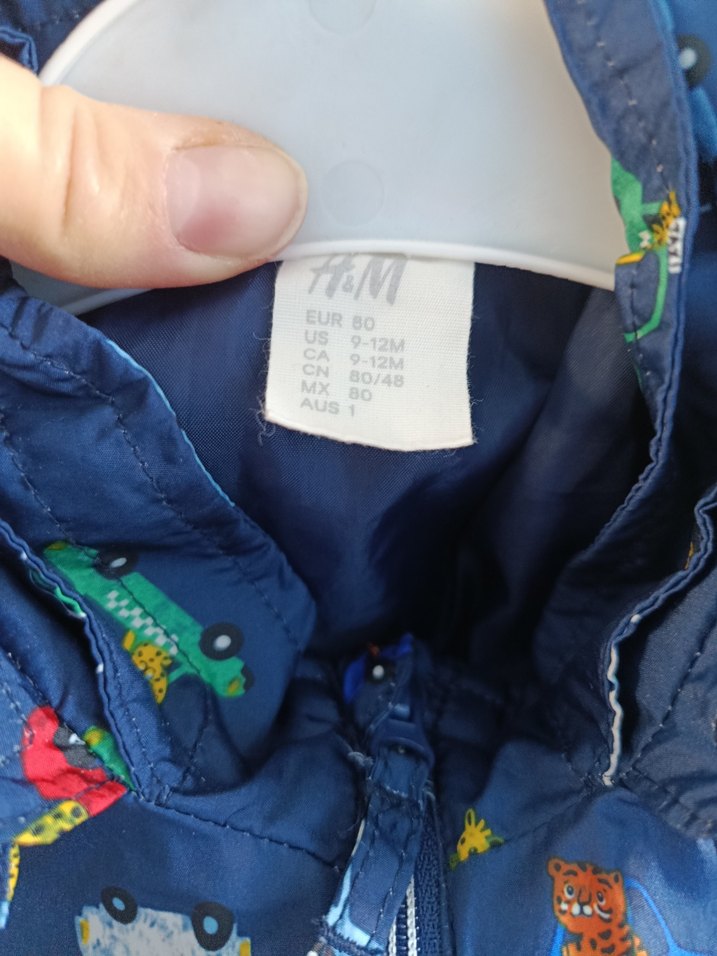 H&M
EUR 80
US 9-12M
CA 9-12M
CN 80/48
MX 80
AUS 1